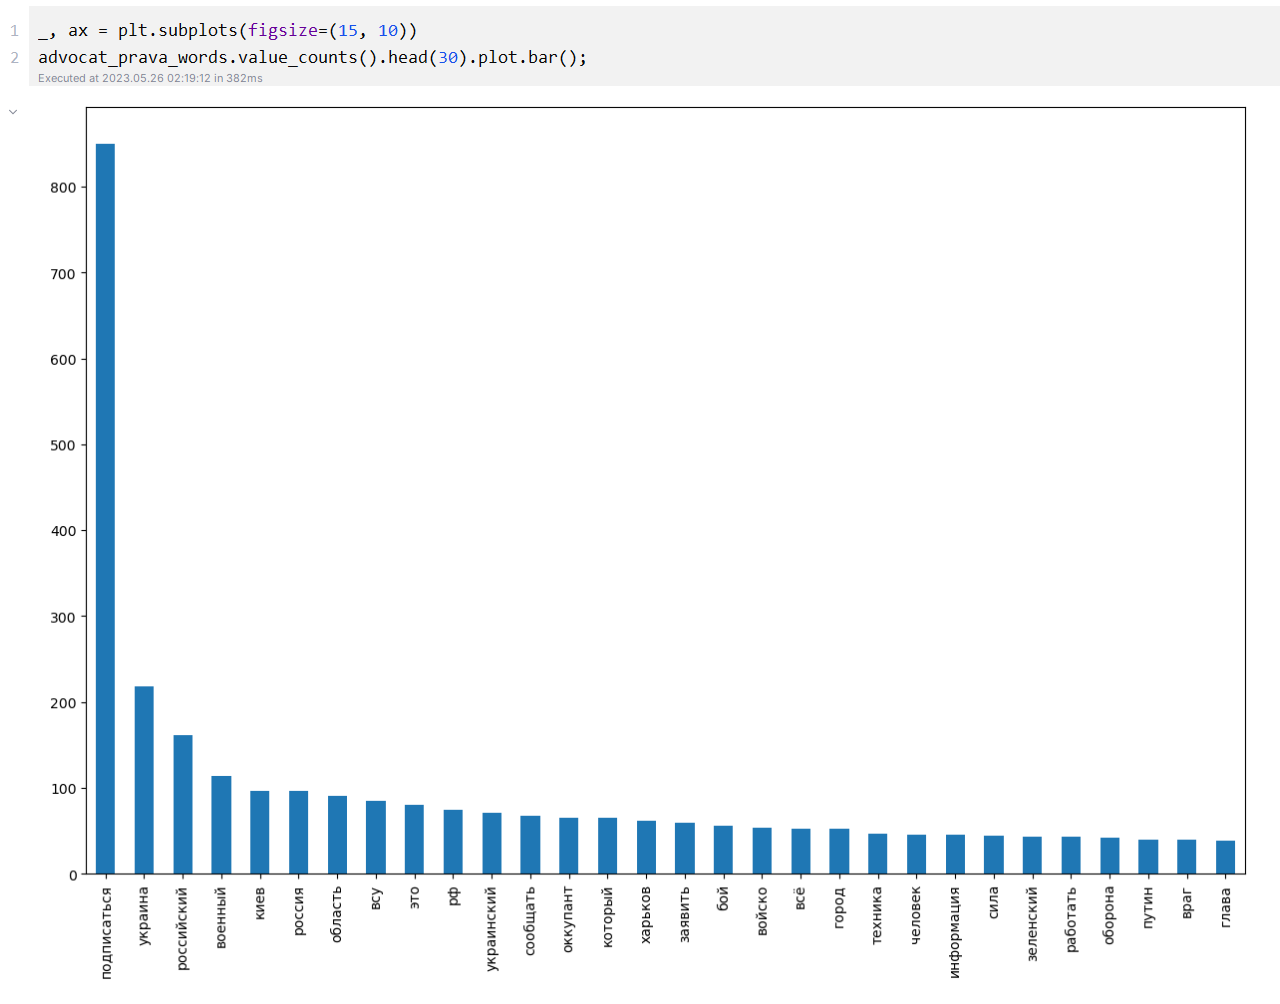 1 _, ax = plt.subplots(figsize=(15, 10))
2 advocat_prava_words.value_counts().head(30).plot.bar();
Executed at 2023.05.26 02:19:12 in 382ms
800
700
600
500
400
300
200
100
0
подписаться
украина
российский
военный
киев
россия
область
всу
это
рф
украинский
сообщать
оккупант
который
харьков
заявить
бой
войско
всё
город
техника
человек
информация
сила
зеленский
работать
оборона
путин
враг
глава